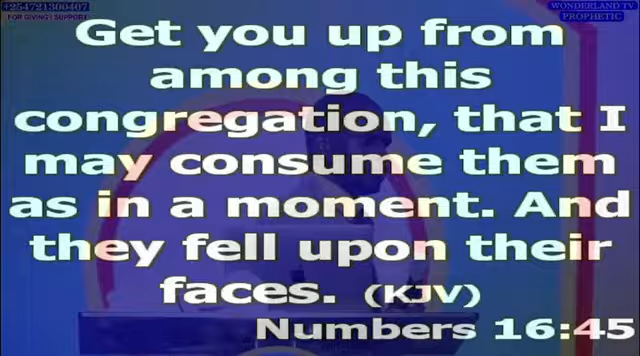 +254721300407
FOR GIVING / SUPPORT
WONDERLAND TV
PROPHETIC
Get you up from
among this
congregation, that I
may consume them
as in a moment. And
they fell upon their
faces. (KJV)
Numbers 16:45